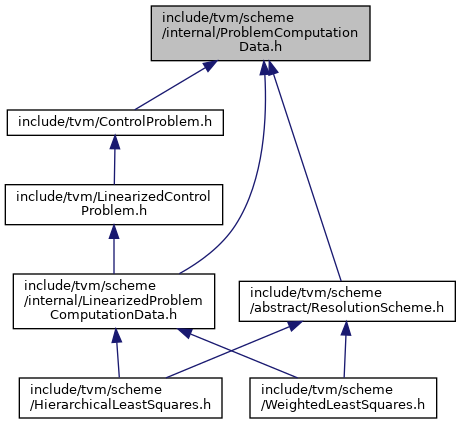 include/tvm/scheme
/internal/ProblemComputation
Data.h
include/tvm/ControlProblem.h
include/tvm/LinearizedControl
Problem.h
include/tvm/scheme
/internal/LinearizedProblem
ComputationData.h
include/tvm/scheme
/abstract/ResolutionScheme.h
include/tvm/scheme
/HierarchicalLeastSquares.h
include/tvm/scheme
/WeightedLeastSquares.h